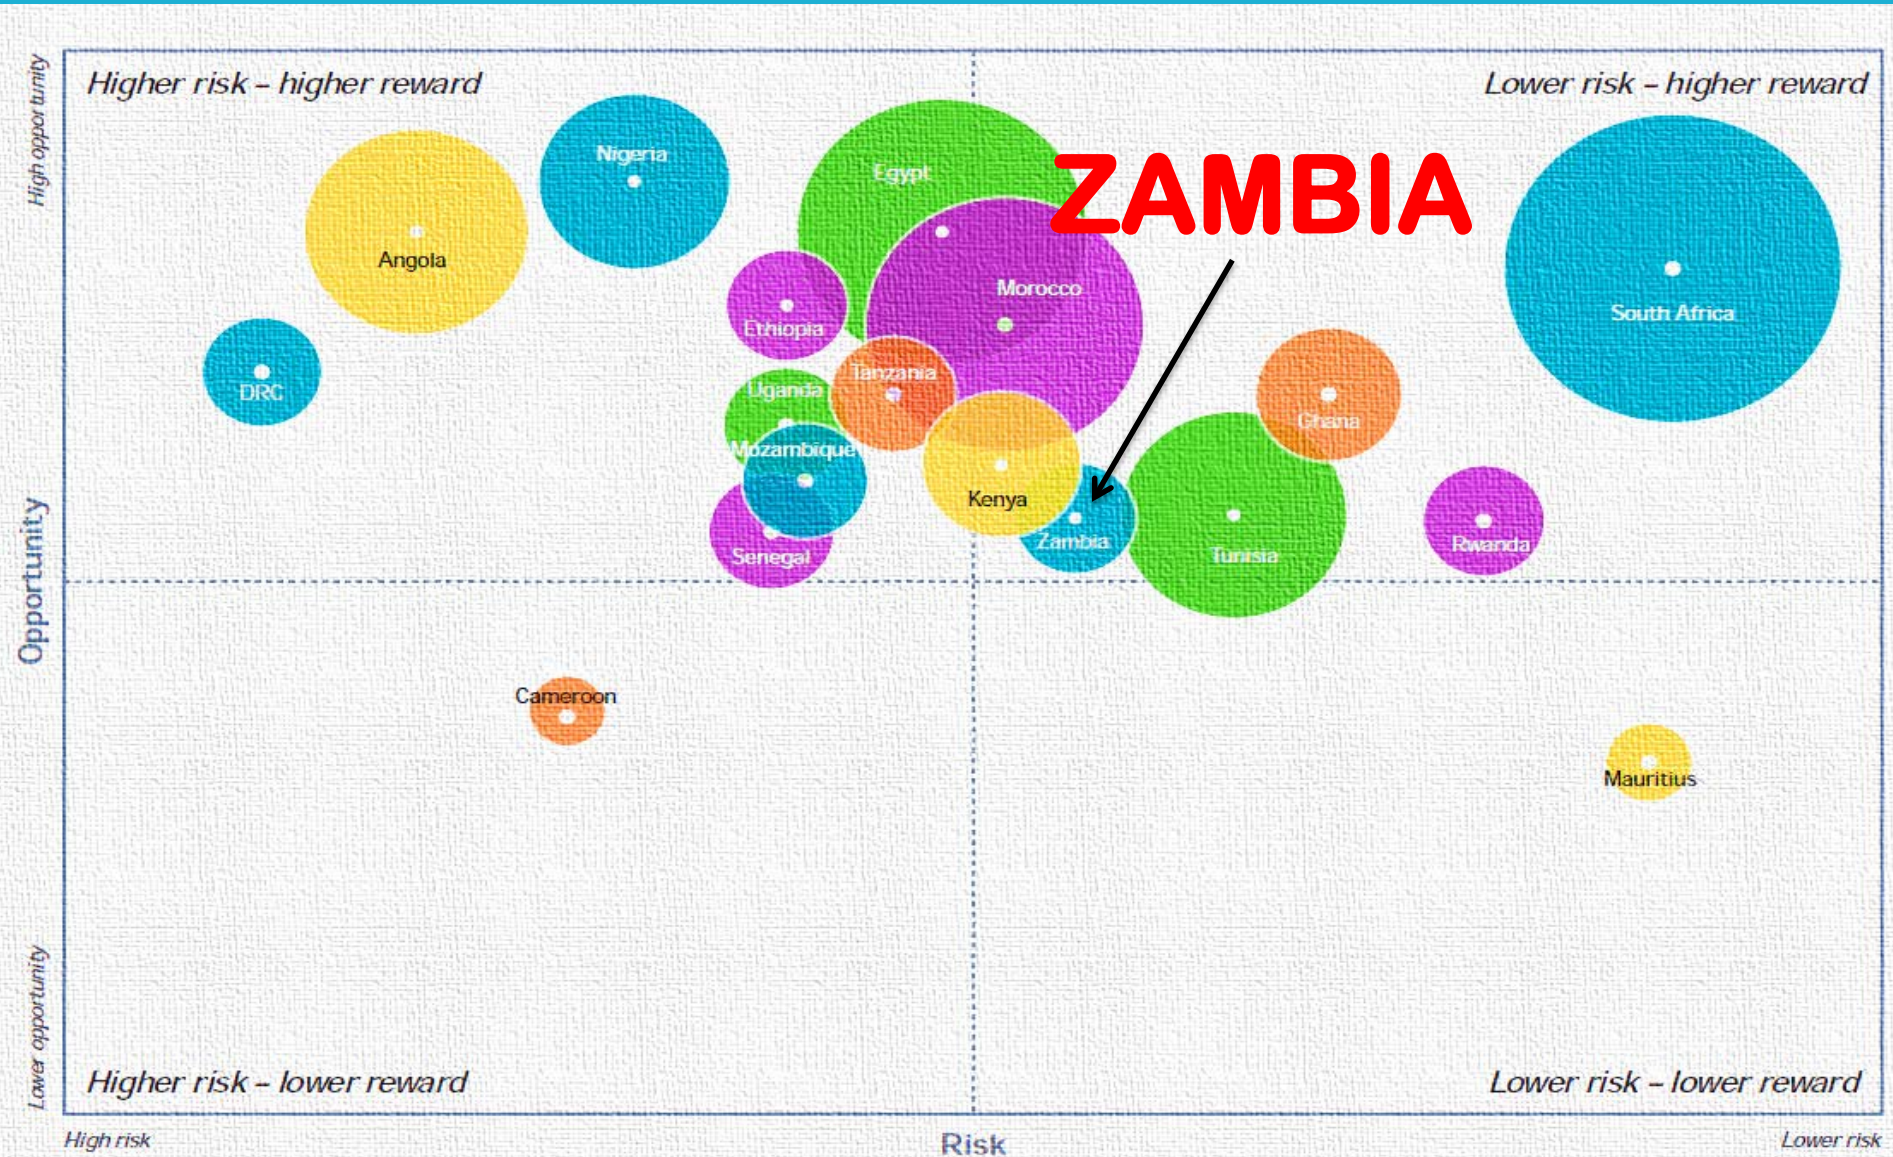 High opportunity
Higher risk – higher reward
Lower risk – higher reward
Nigeria
Egypt
ZAMBIA
Angola
Morocco
South Africa
Ethiopia
DRC
Tanzania
Uganda
Ghana
Mozambique
Kenya
Opportunity
Zambia
Rwanda
Senegal
Tunisia
Cameroon
Mauritius
Lower opportunity
Higher risk – lower reward
Lower risk – lower reward
High risk
Risk
Lower risk